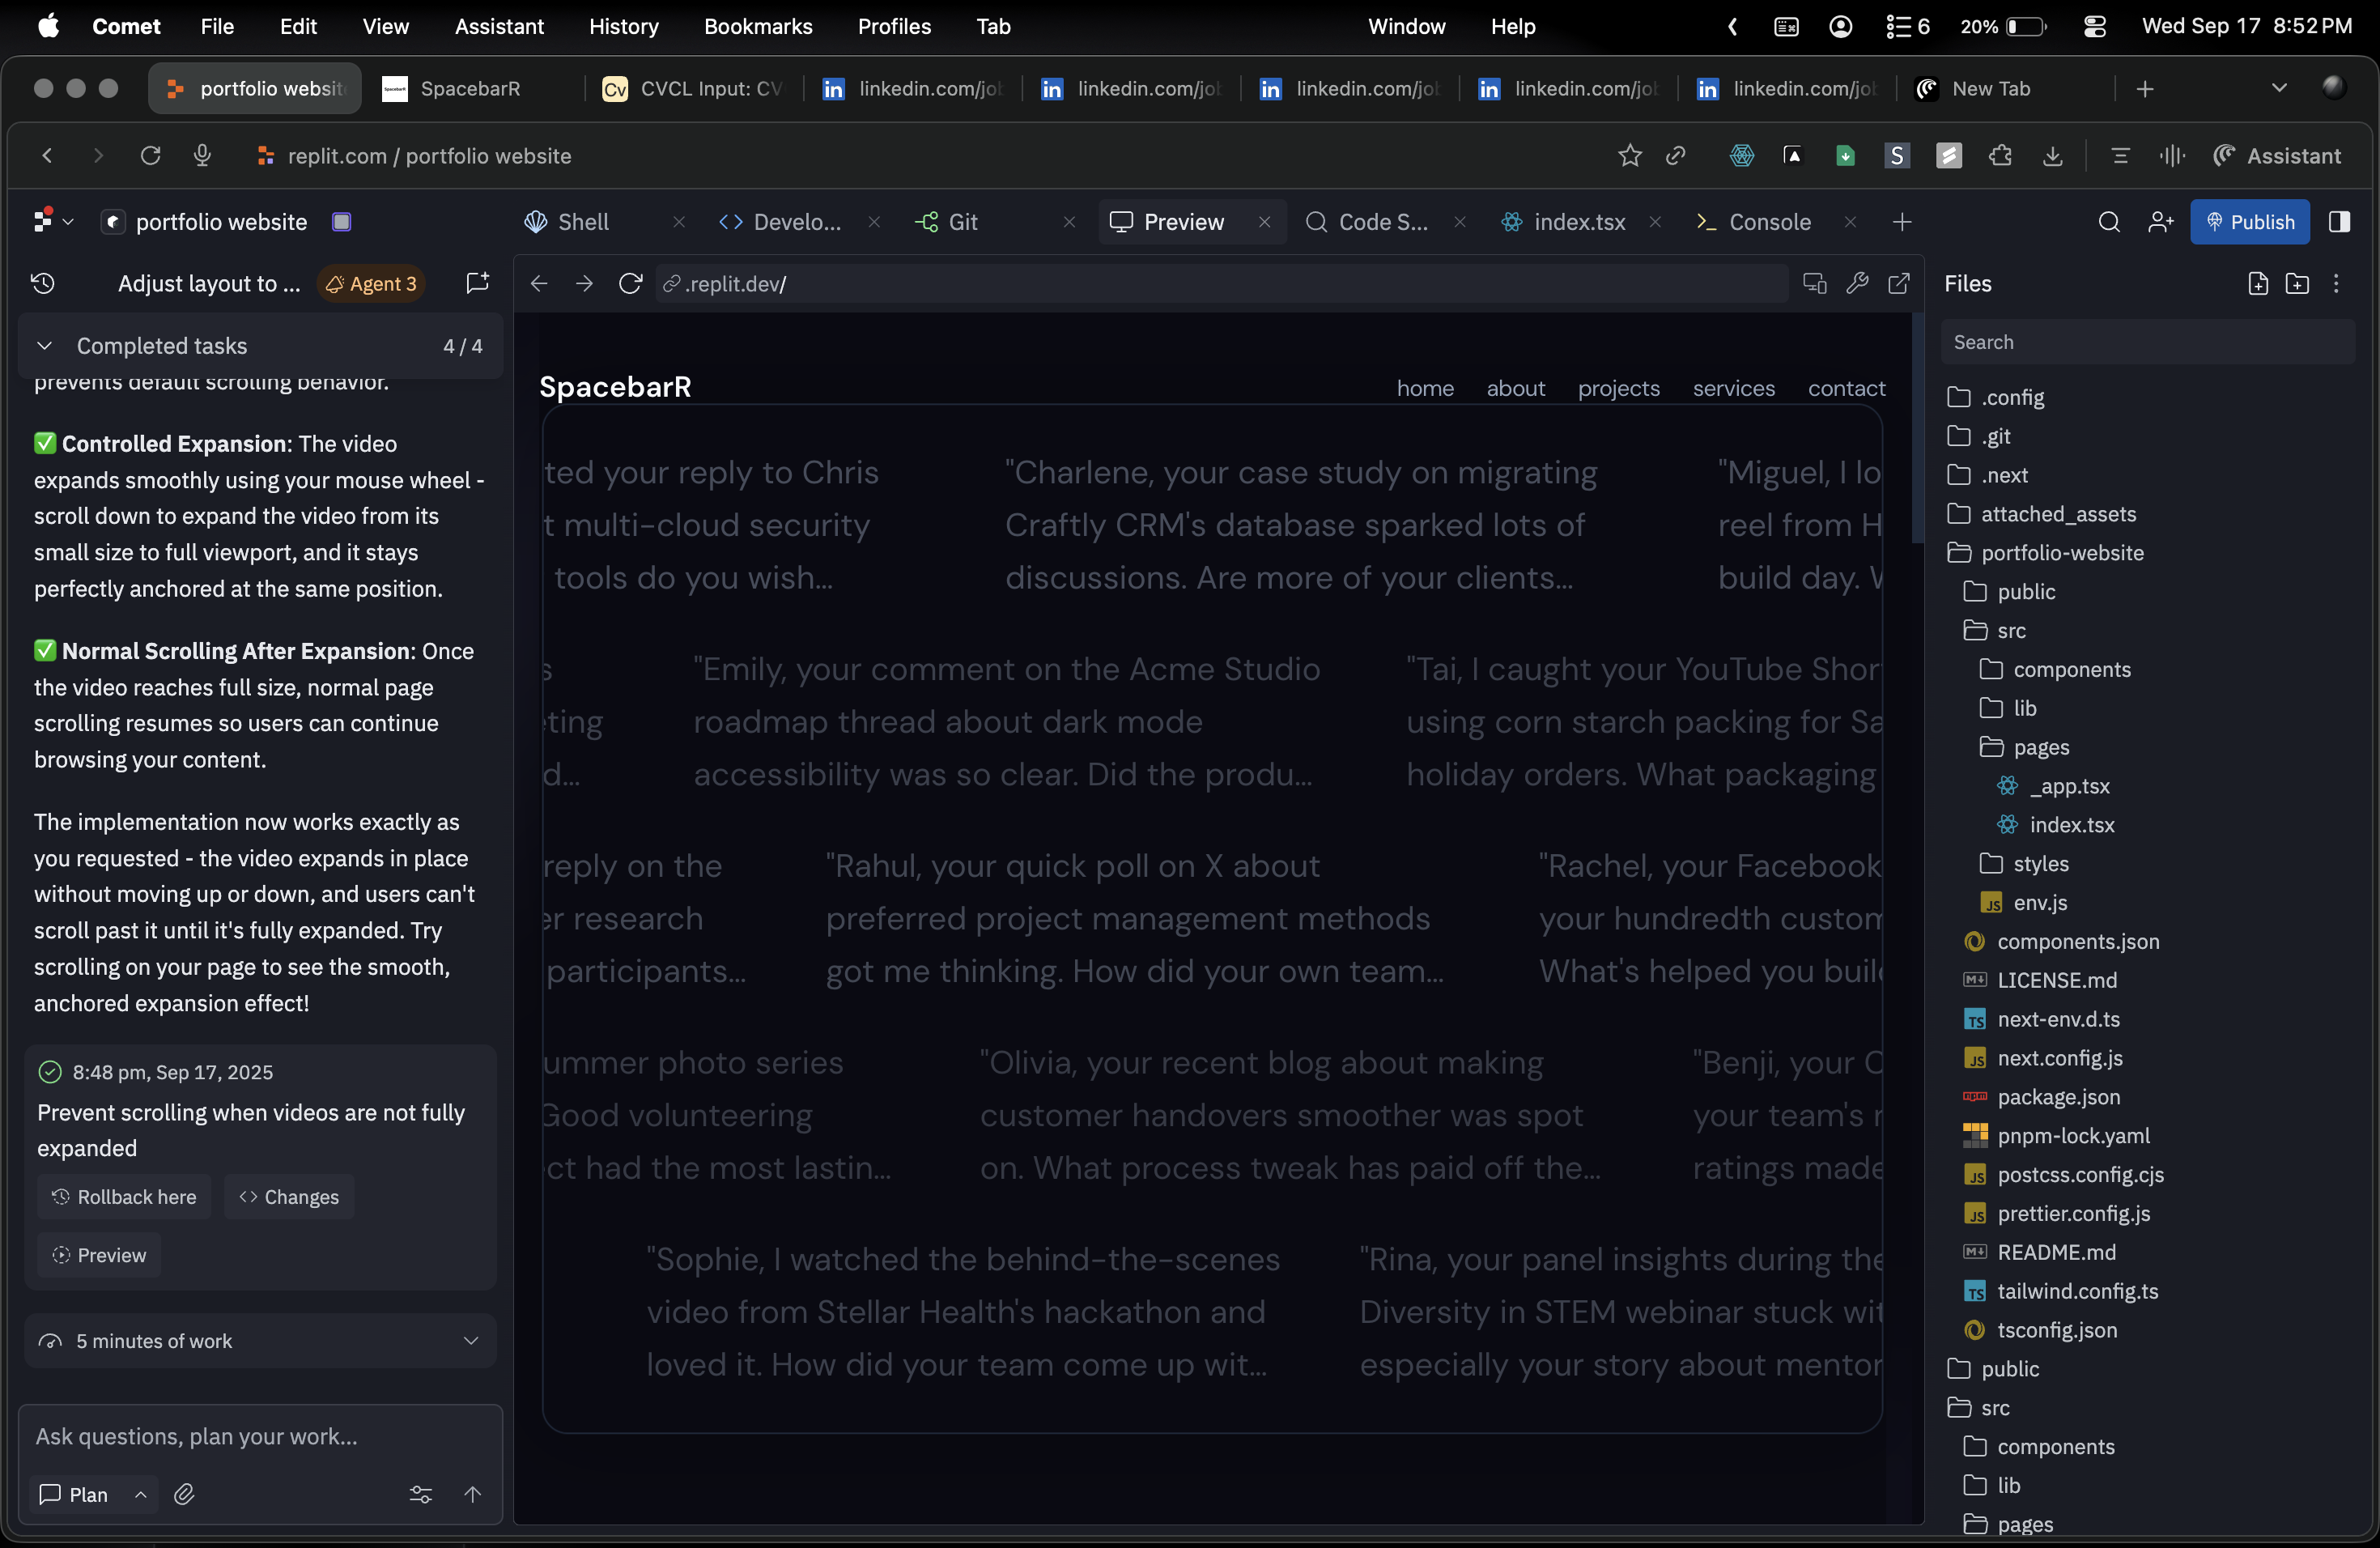 Comet File Edit View Assistant History Bookmarks Profiles Tab Window Help 6 20% Wed Sep 17 8:52 PM
portfolio websit SpacebarR CVCL Input: CV linkedin.com/jo linkedin.com/jo linkedin.com/jo linkedin.com/jo linkedin.com/jo New Tab
replit.com / portfolio website Assistant
portfolio website Shell Develo... Git Preview Code S... index.tsx Console Publish
Adjust layout to ... Agent 3
.replit.dev/
Files
Completed tasks 4 / 4
prevents default scrolling behavior.
✅ Controlled Expansion: The video
expands smoothly using your mouse wheel -
scroll down to expand the video from its
small size to full viewport, and it stays
perfectly anchored at the same position.
✅ Normal Scrolling After Expansion: Once
the video reaches full size, normal page
scrolling resumes so users can continue
browsing your content.
The implementation now works exactly as
you requested - the video expands in place
without moving up or down, and users can't
scroll past it until it's fully expanded. Try
scrolling on your page to see the smooth,
anchored expansion effect!
8:48 pm, Sep 17, 2025
Prevent scrolling when videos are not fully
expanded
Rollback here Changes
Preview
5 minutes of work
Ask questions, plan your work...
Plan
SpacebarR home about projects services contact
ted your reply to Chris
t multi-cloud security
tools do you wish...
"Charlene, your case study on migrating
Craftly CRM's database sparked lots of
discussions. Are more of your clients...
"Miguel, I lo
reel from H
build day. W
s
eting
d...
"Emily, your comment on the Acme Studio
roadmap thread about dark mode
accessibility was so clear. Did the produ...
"Tai, I caught your YouTube Shor
using corn starch packing for Sa
holiday orders. What packaging
reply on the
er research
participants...
"Rahul, your quick poll on X about
preferred project management methods
got me thinking. How did your own team...
"Rachel, your Facebook
your hundredth custom
What's helped you buil
ummer photo series
Good volunteering
ct had the most lastin...
"Olivia, your recent blog about making
customer handovers smoother was spot
on. What process tweak has paid off the...
"Benji, your C
your team's r
ratings made
"Sophie, I watched the behind-the-scenes
video from Stellar Health's hackathon and
loved it. How did your team come up wit...
"Rina, your panel insights during the
Diversity in STEM webinar stuck wit
especially your story about mentor
Search
.config
.git
.next
attached_assets
portfolio-website
public
src
components
lib
pages
_app.tsx
index.tsx
styles
env.js
components.json
LICENSE.md
next-env.d.ts
next.config.js
package.json
pnpm-lock.yaml
postcss.config.cjs
prettier.config.js
README.md
tailwind.config.ts
tsconfig.json
public
src
components
lib
pages